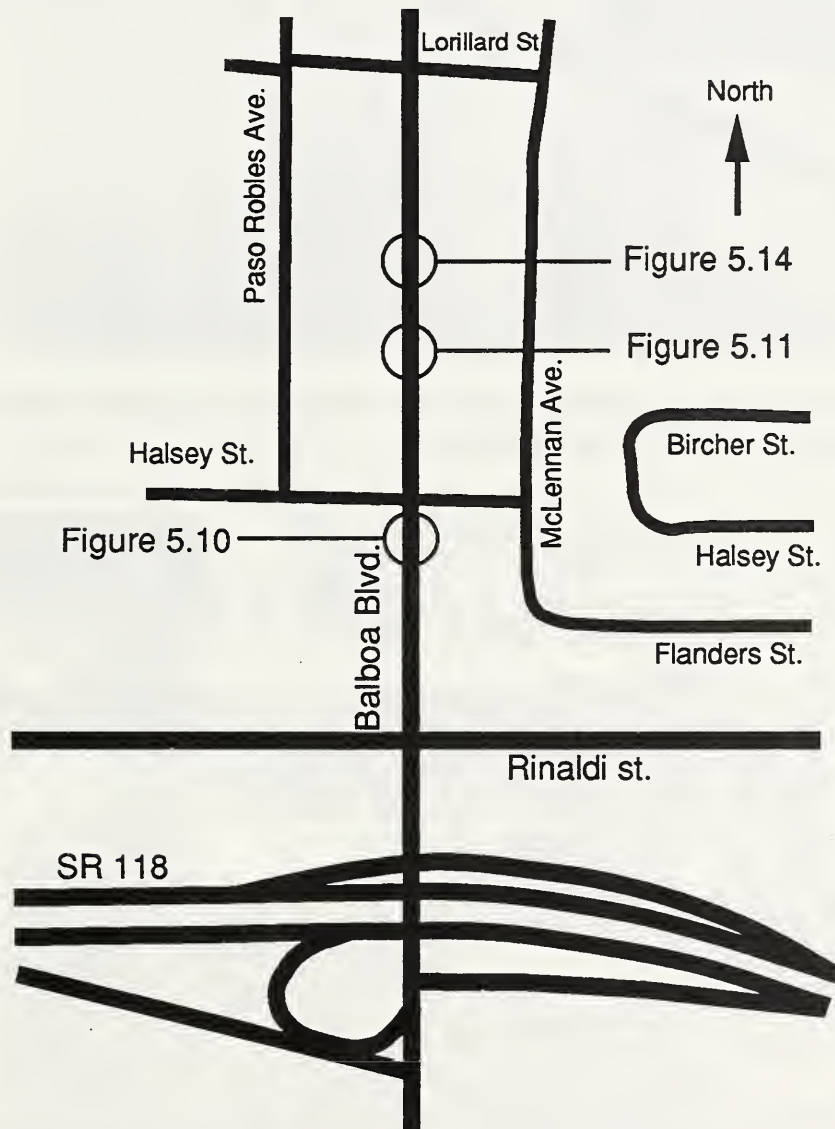 Lorillard St
North
Paso Robles Ave.
Figure 5.14
Figure 5.11
McLennan Ave.
Bircher St.
Halsey St.
Figure 5.10
Halsey St.
Balboa Blvd.
Flanders St.
Rinaldi st.
SR 118